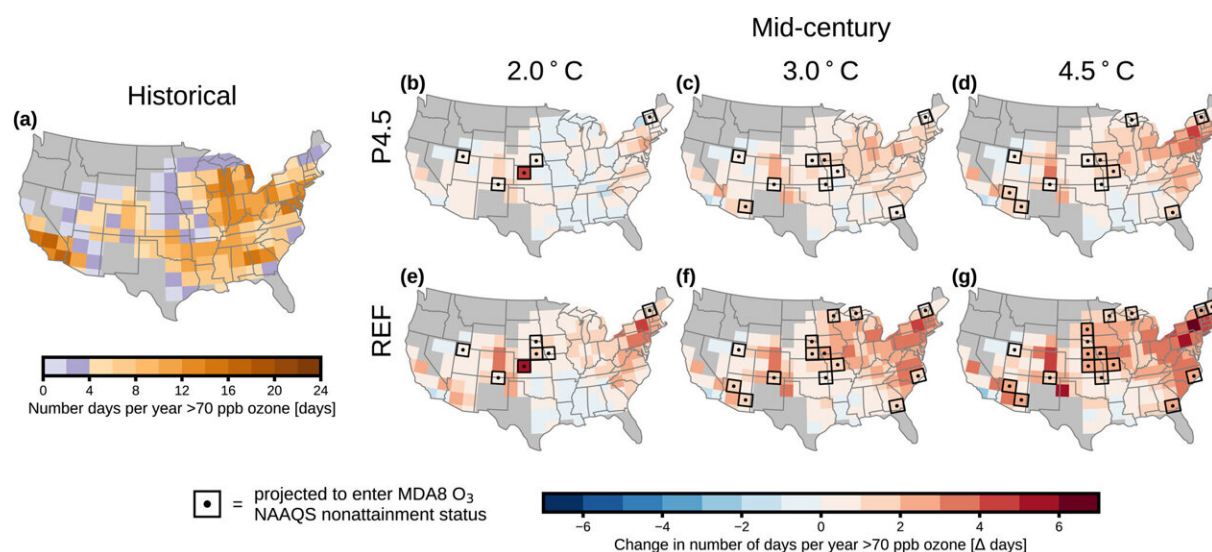 Mid-century
Historical
2.0°C
3.0°C
4.5°C
(a)
(b)
(c)
(d)
P4.5
(e)
(f)
(g)
REF
0 4 8 12 16 20 24
Number days per year >70 ppb ozone [days]
= projected to enter MDA8 O₃
NAAQS nonattainment status
−6 −4 −2 0 2 4 6
Change in number of days per year >70 ppb ozone [Δ days]